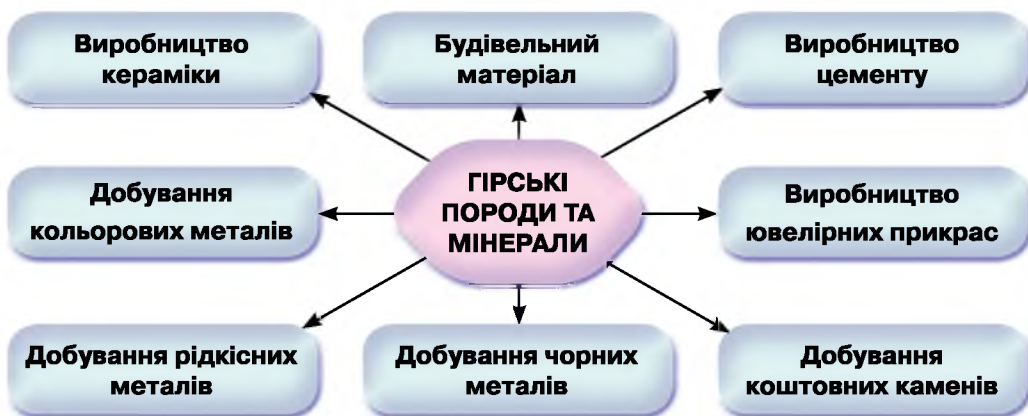 Виробництво
кераміки
Будівельний
матеріал
Виробництво
цементу
Добування
кольорових металів
ГІРСЬКІ
ПОРОДИ ТА
МІНЕРАЛИ
Виробництво
ювелірних прикрас
Добування рідкісних
металів
Добування чорних
металів
Добування
коштовних каменів